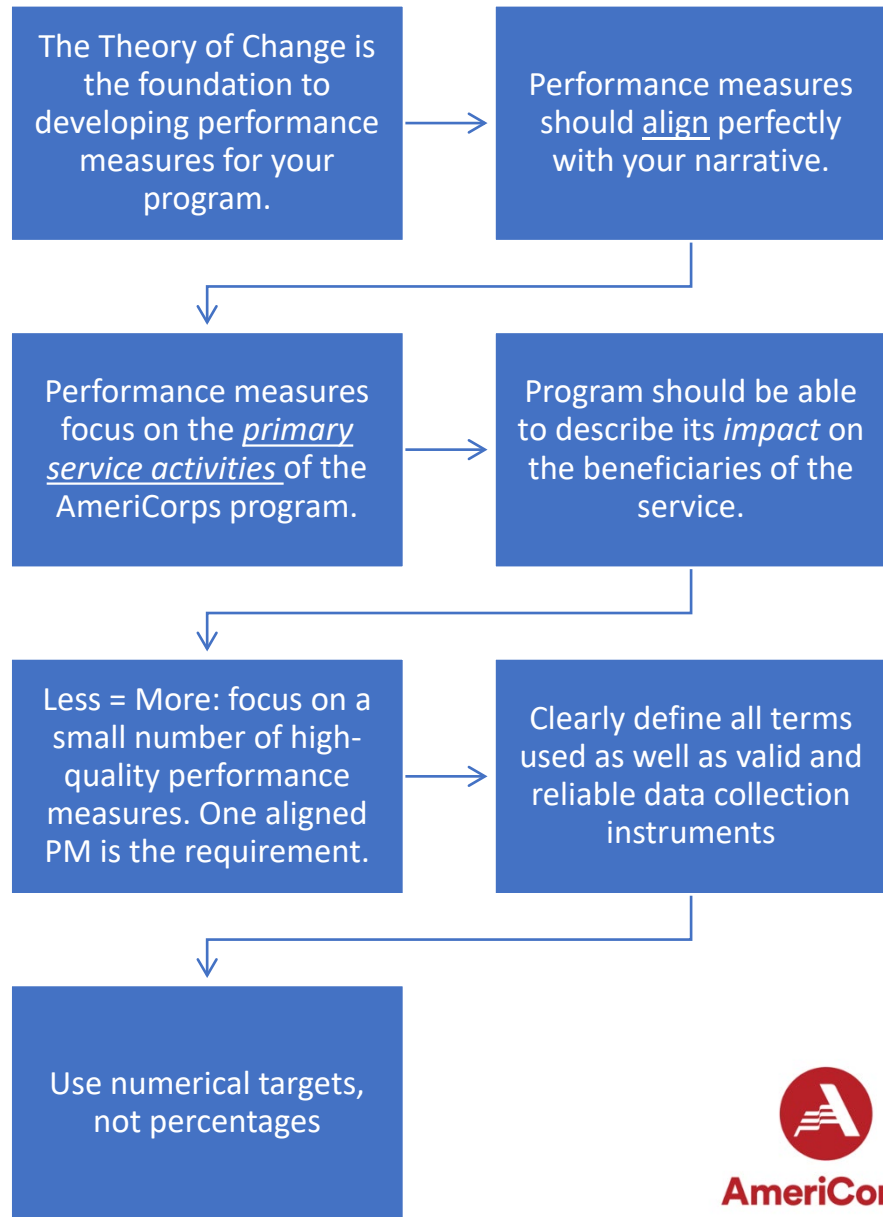 The Theory of Change is
the foundation to
developing performance
measures for your
program.
Performance measures
should align perfectly
with your narrative.
Performance measures
focus on the primary
service activities of the
AmeriCorps program.
Program should be able
to describe its impact on
the beneficiaries of the
service.
Less = More: focus on a
small number of high-
quality performance
measures. One aligned
PM is the requirement.
Clearly define all terms
used as well as valid and
reliable data collection
instruments
Use numerical targets,
not percentages